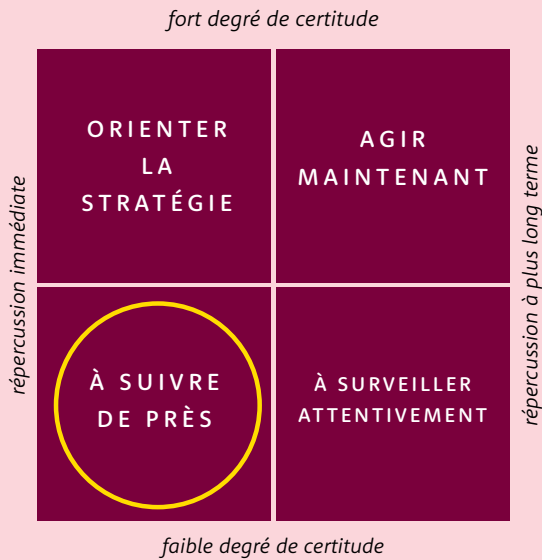 fort degré de certitude
répercussion immédiate
ORIENTER
LA
STRATÉGIE
AGIR
MAINTENANT
répercussion à plus long terme
À SUIVRE
DE PRÈS
À SURVEILLER
ATTENTIVEMENT
faible degré de certitude